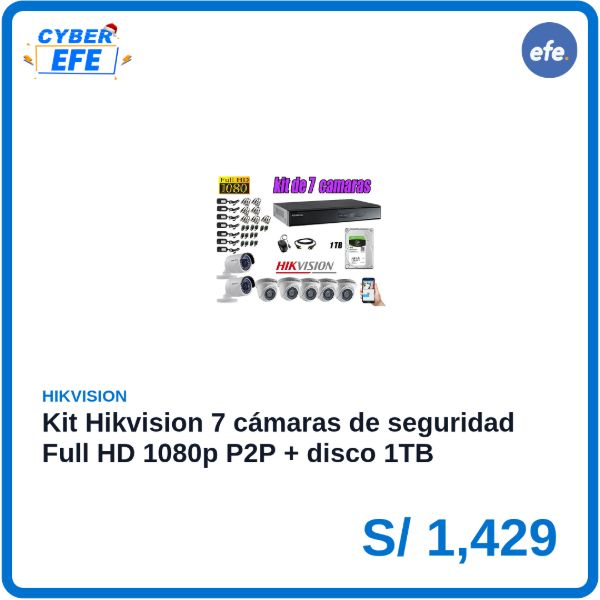 CYBER
EFE
efe.
Full HD
1080
kit de 7 camaras
1TB
HIKVISION
HIKVISION
Kit Hikvision 7 cámaras de seguridad
Full HD 1080p P2P + disco 1TB
S/ 1,429